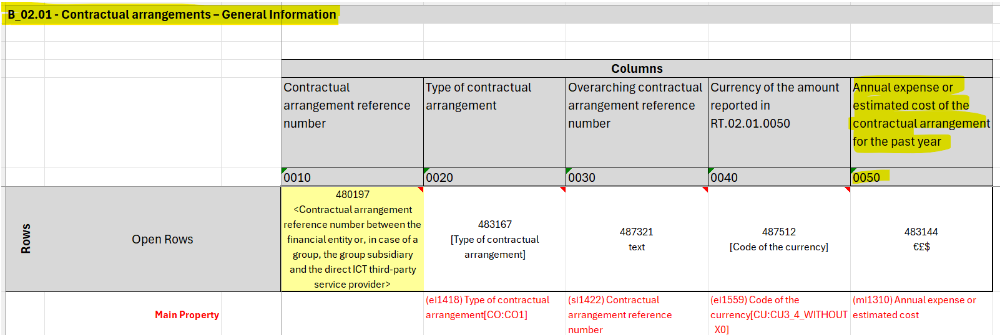 B_02.01 - Contractual arrangements – General Information
Columns
Contractual
arrangement reference
number
Type of contractual
arrangement
Overarching contractual
arrangement reference
number
Currency of the amount
reported in
RT.02.01.0050
Annual expense or
estimated cost of the
contractual arrangement
for the past year
0010
0020
0030
0040
0050
Rows
Open Rows
480197
<Contractual arrangement
reference number between the
financial entity or, in case of a
group, the group subsidiary
and the direct ICT third-party
service provider>
483167
[Type of contractual
arrangement]
487321
text
487512
[Code of the currency]
483144
€£$
Main Property
(ei1418) Type of contractual
arrangement[CO:CO1]
(si1422) Contractual
arrangement reference
number
(ei1559) Code of the
currency[CU:CU3_4_WITHOUT
_X0]
(mi1310) Annual expense or
estimated cost